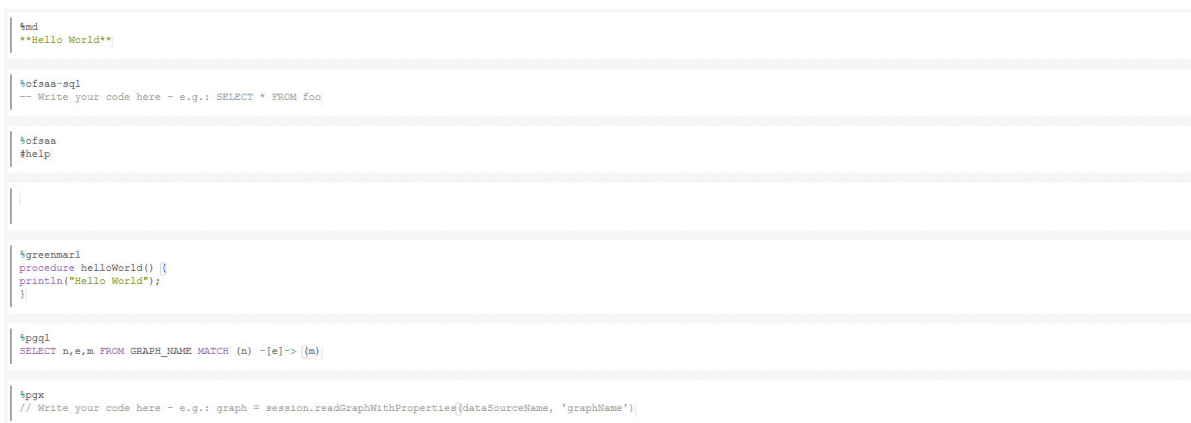 %md
**Hello World**
%ofsaa-sql
-- Write your code here - e.g.: SELECT * FROM foo
%ofsaa
#help
%greenmarl
procedure helloWorld() {
println("Hello World");
}
%pgql
SELECT n,e,m FROM GRAPH_NAME MATCH (n) -[e]-> (m)
%pgx
// Write your code here - e.g.: graph = session.readGraphWithProperties(dataSourceName, 'graphName')